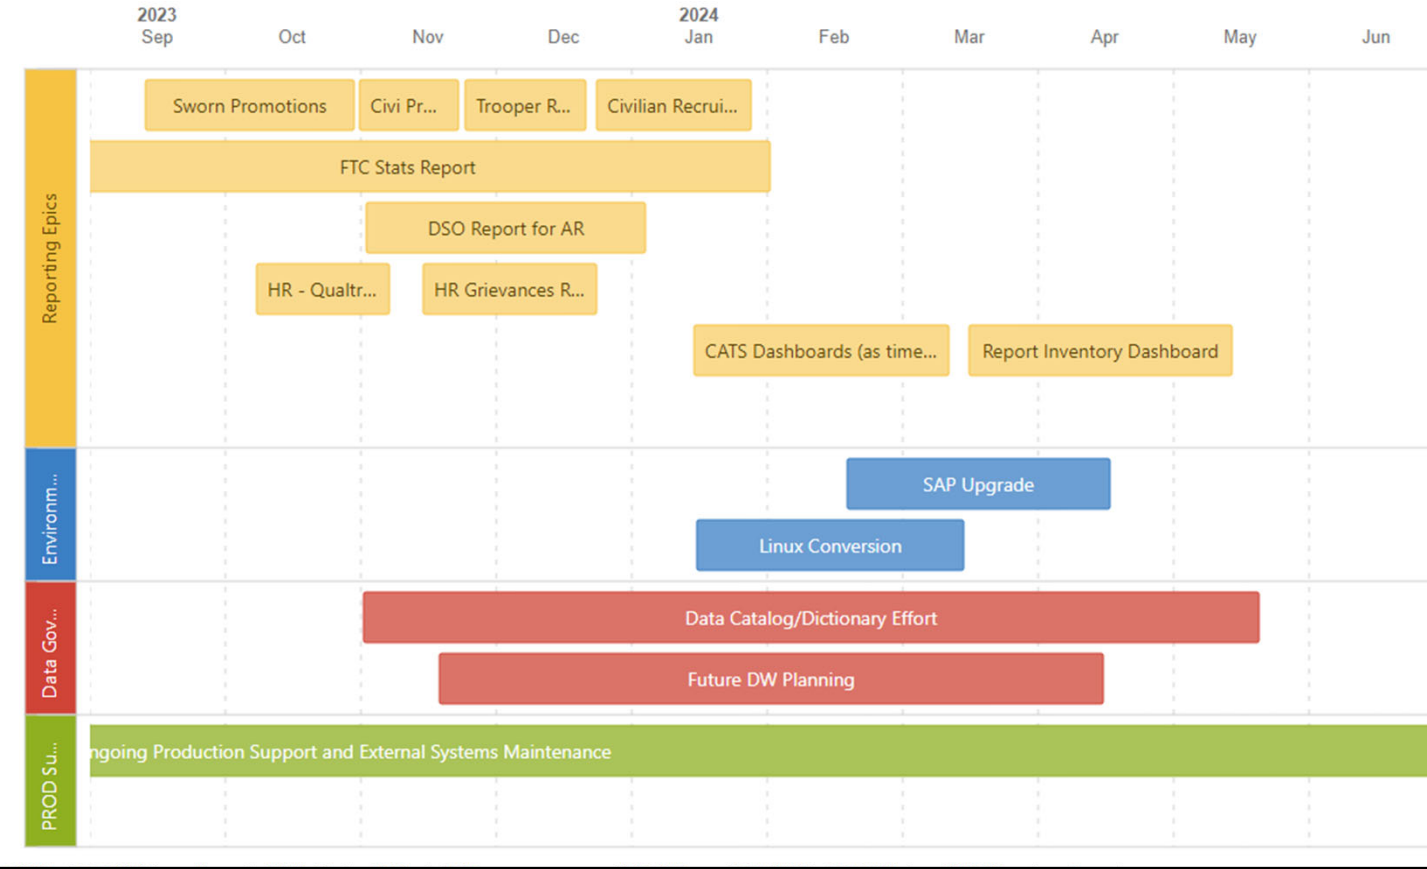 2023
2024
Sep Oct Nov Dec Jan Feb Mar Apr May Jun
Reporting Epics
Sworn Promotions
Civi Pr...
Trooper R...
Civilian Recrui...
FTC Stats Report
DSO Report for AR
HR - Qualtr...
HR Grievances R...
CATS Dashboards (as time...
Report Inventory Dashboard
Environm...
SAP Upgrade
Linux Conversion
Data Gov...
Data Catalog/Dictionary Effort
Future DW Planning
PROD Su...
ngoing Production Support and External Systems Maintenance